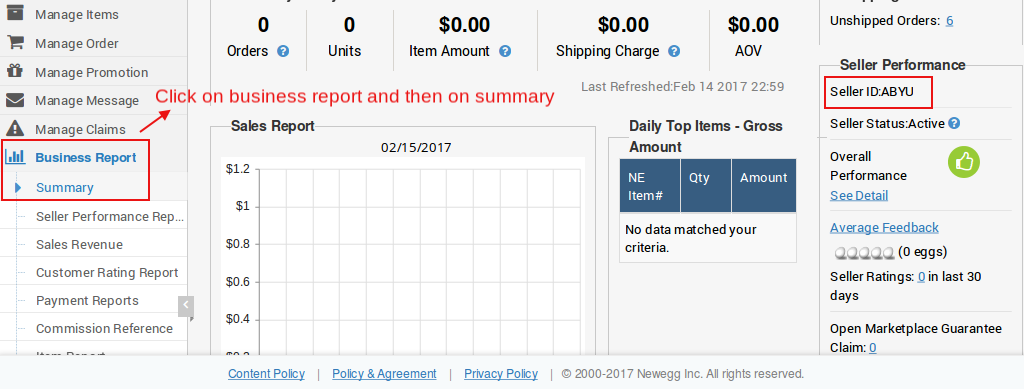 Manage Items
Manage Order
Manage Promotion
Manage Message
Manage Claims
Business Report
Summary
Seller Performance Rep...
Sales Revenue
Customer Rating Report
Payment Reports
Commission Reference
Click on business report and then on summary
0 0 $0.00 $0.00 $0.00
Orders ? Units Item Amount ? Shipping Charge ? AOV
Last Refreshed:Feb 14 2017 22:59
Sales Report
02/15/2017
$1.2
$1
$0.8
$0.6
$0.4
$0.2
Daily Top Items - Gross
Amount
NE Item# Qty Amount
No data matched your
criteria.
Unshipped Orders: 6
Seller Performance
Seller ID:ABYU
Seller Status:Active ?
Overall
Performance
See Detail
Average Feedback
(0 eggs)
Seller Ratings: 0 in last 30
days
Open Marketplace Guarantee
Claim: 0
Content Policy | Policy & Agreement | Privacy Policy | © 2000-2017 Newegg Inc. All rights reserved.